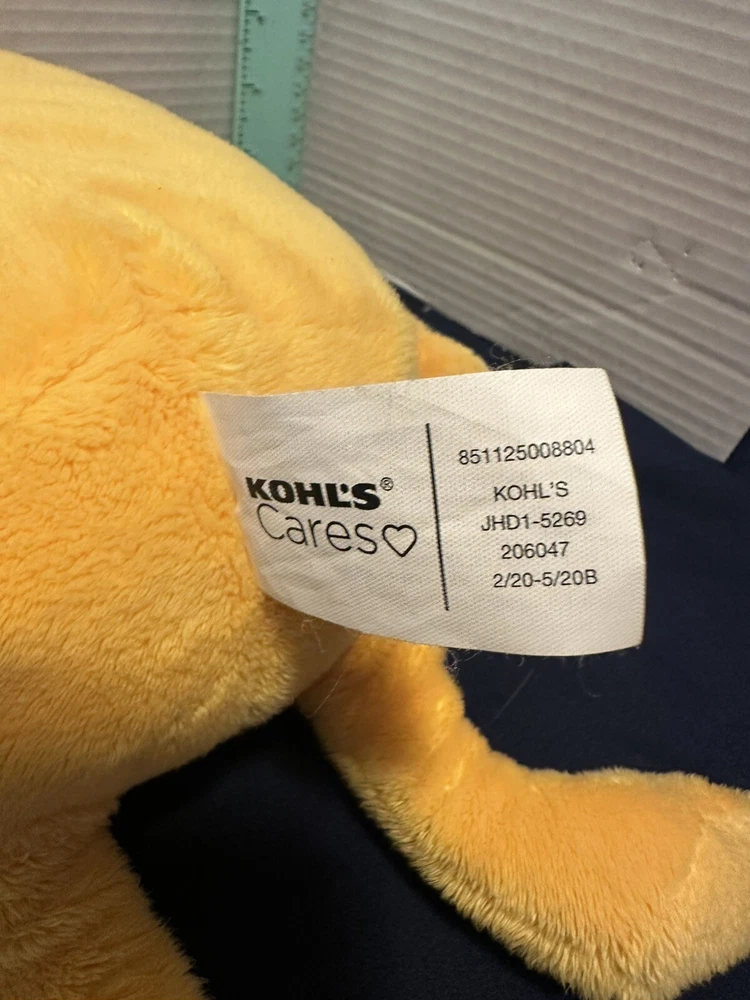 KOHL'S®
Cares♡
851125008804
KOHL'S
JHD1-5269
206047
2/20-5/20B